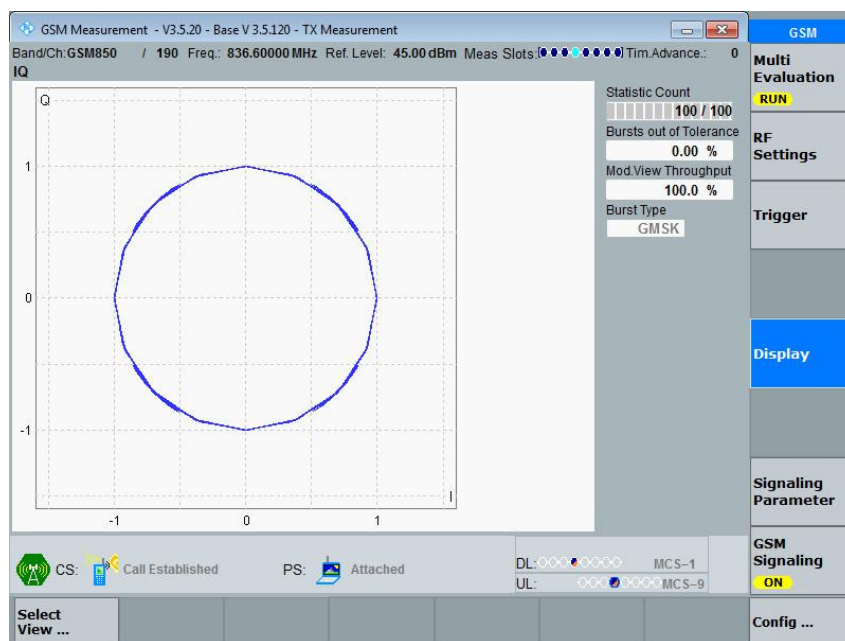 GSM Measurement - V3.5.20 - Base V 3.5.120 - TX Measurement
GSM
Band/Ch:GSM850 / 190 Freq.: 836.60000 MHz Ref. Level: 45.00 dBm Meas Slots: Tim.Advance.: 0
IQ
Q
1
0
-1
I
-1 0 1
Statistic Count
100 / 100
Bursts out of Tolerance
0.00 %
Mod.View Throughput
100.0 %
Burst Type
GMSK
Multi
Evaluation
RUN
RF
Settings
Trigger
Display
Signaling
Parameter
GSM
Signaling
ON
CS: Call Established PS: Attached
DL: MCS-1
UL: MCS-9
Select
View ...
Config ...